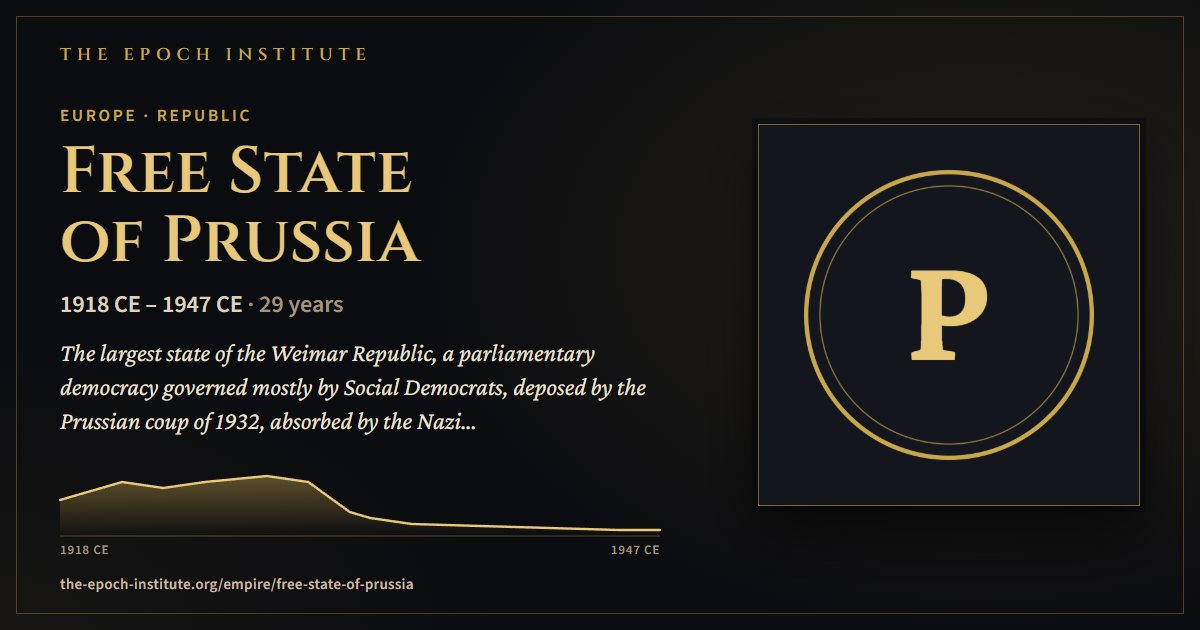 THE EPOCH INSTITUTE
EUROPE · REPUBLIC
FREE STATE
OF PRUSSIA
1918 CE – 1947 CE · 29 years
The largest state of the Weimar Republic, a parliamentary
democracy governed mostly by Social Democrats, deposed by the
Prussian coup of 1932, absorbed by the Nazi...
P
1918 CE
1947 CE
the-epoch-institute.org/empire/free-state-of-prussia